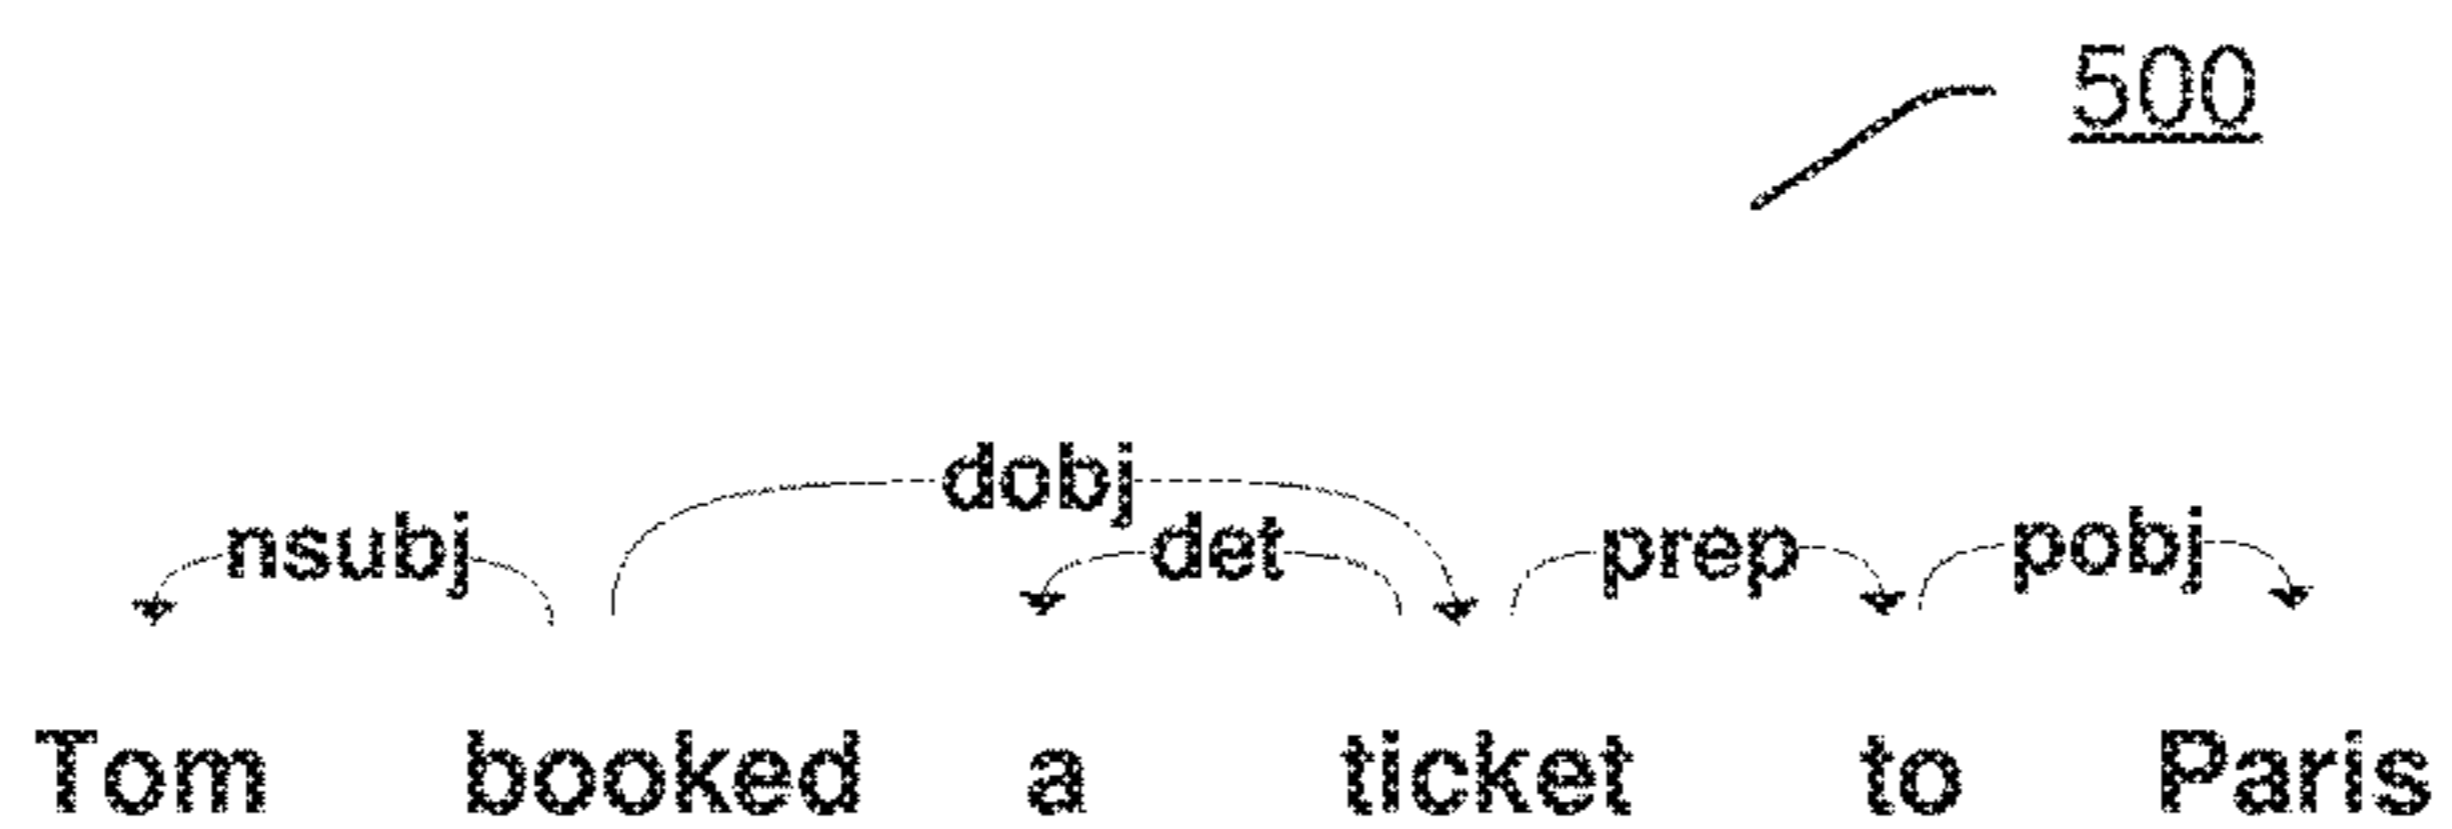 500
dobj
nsubj det prep pobj
Tom booked a ticket to Paris